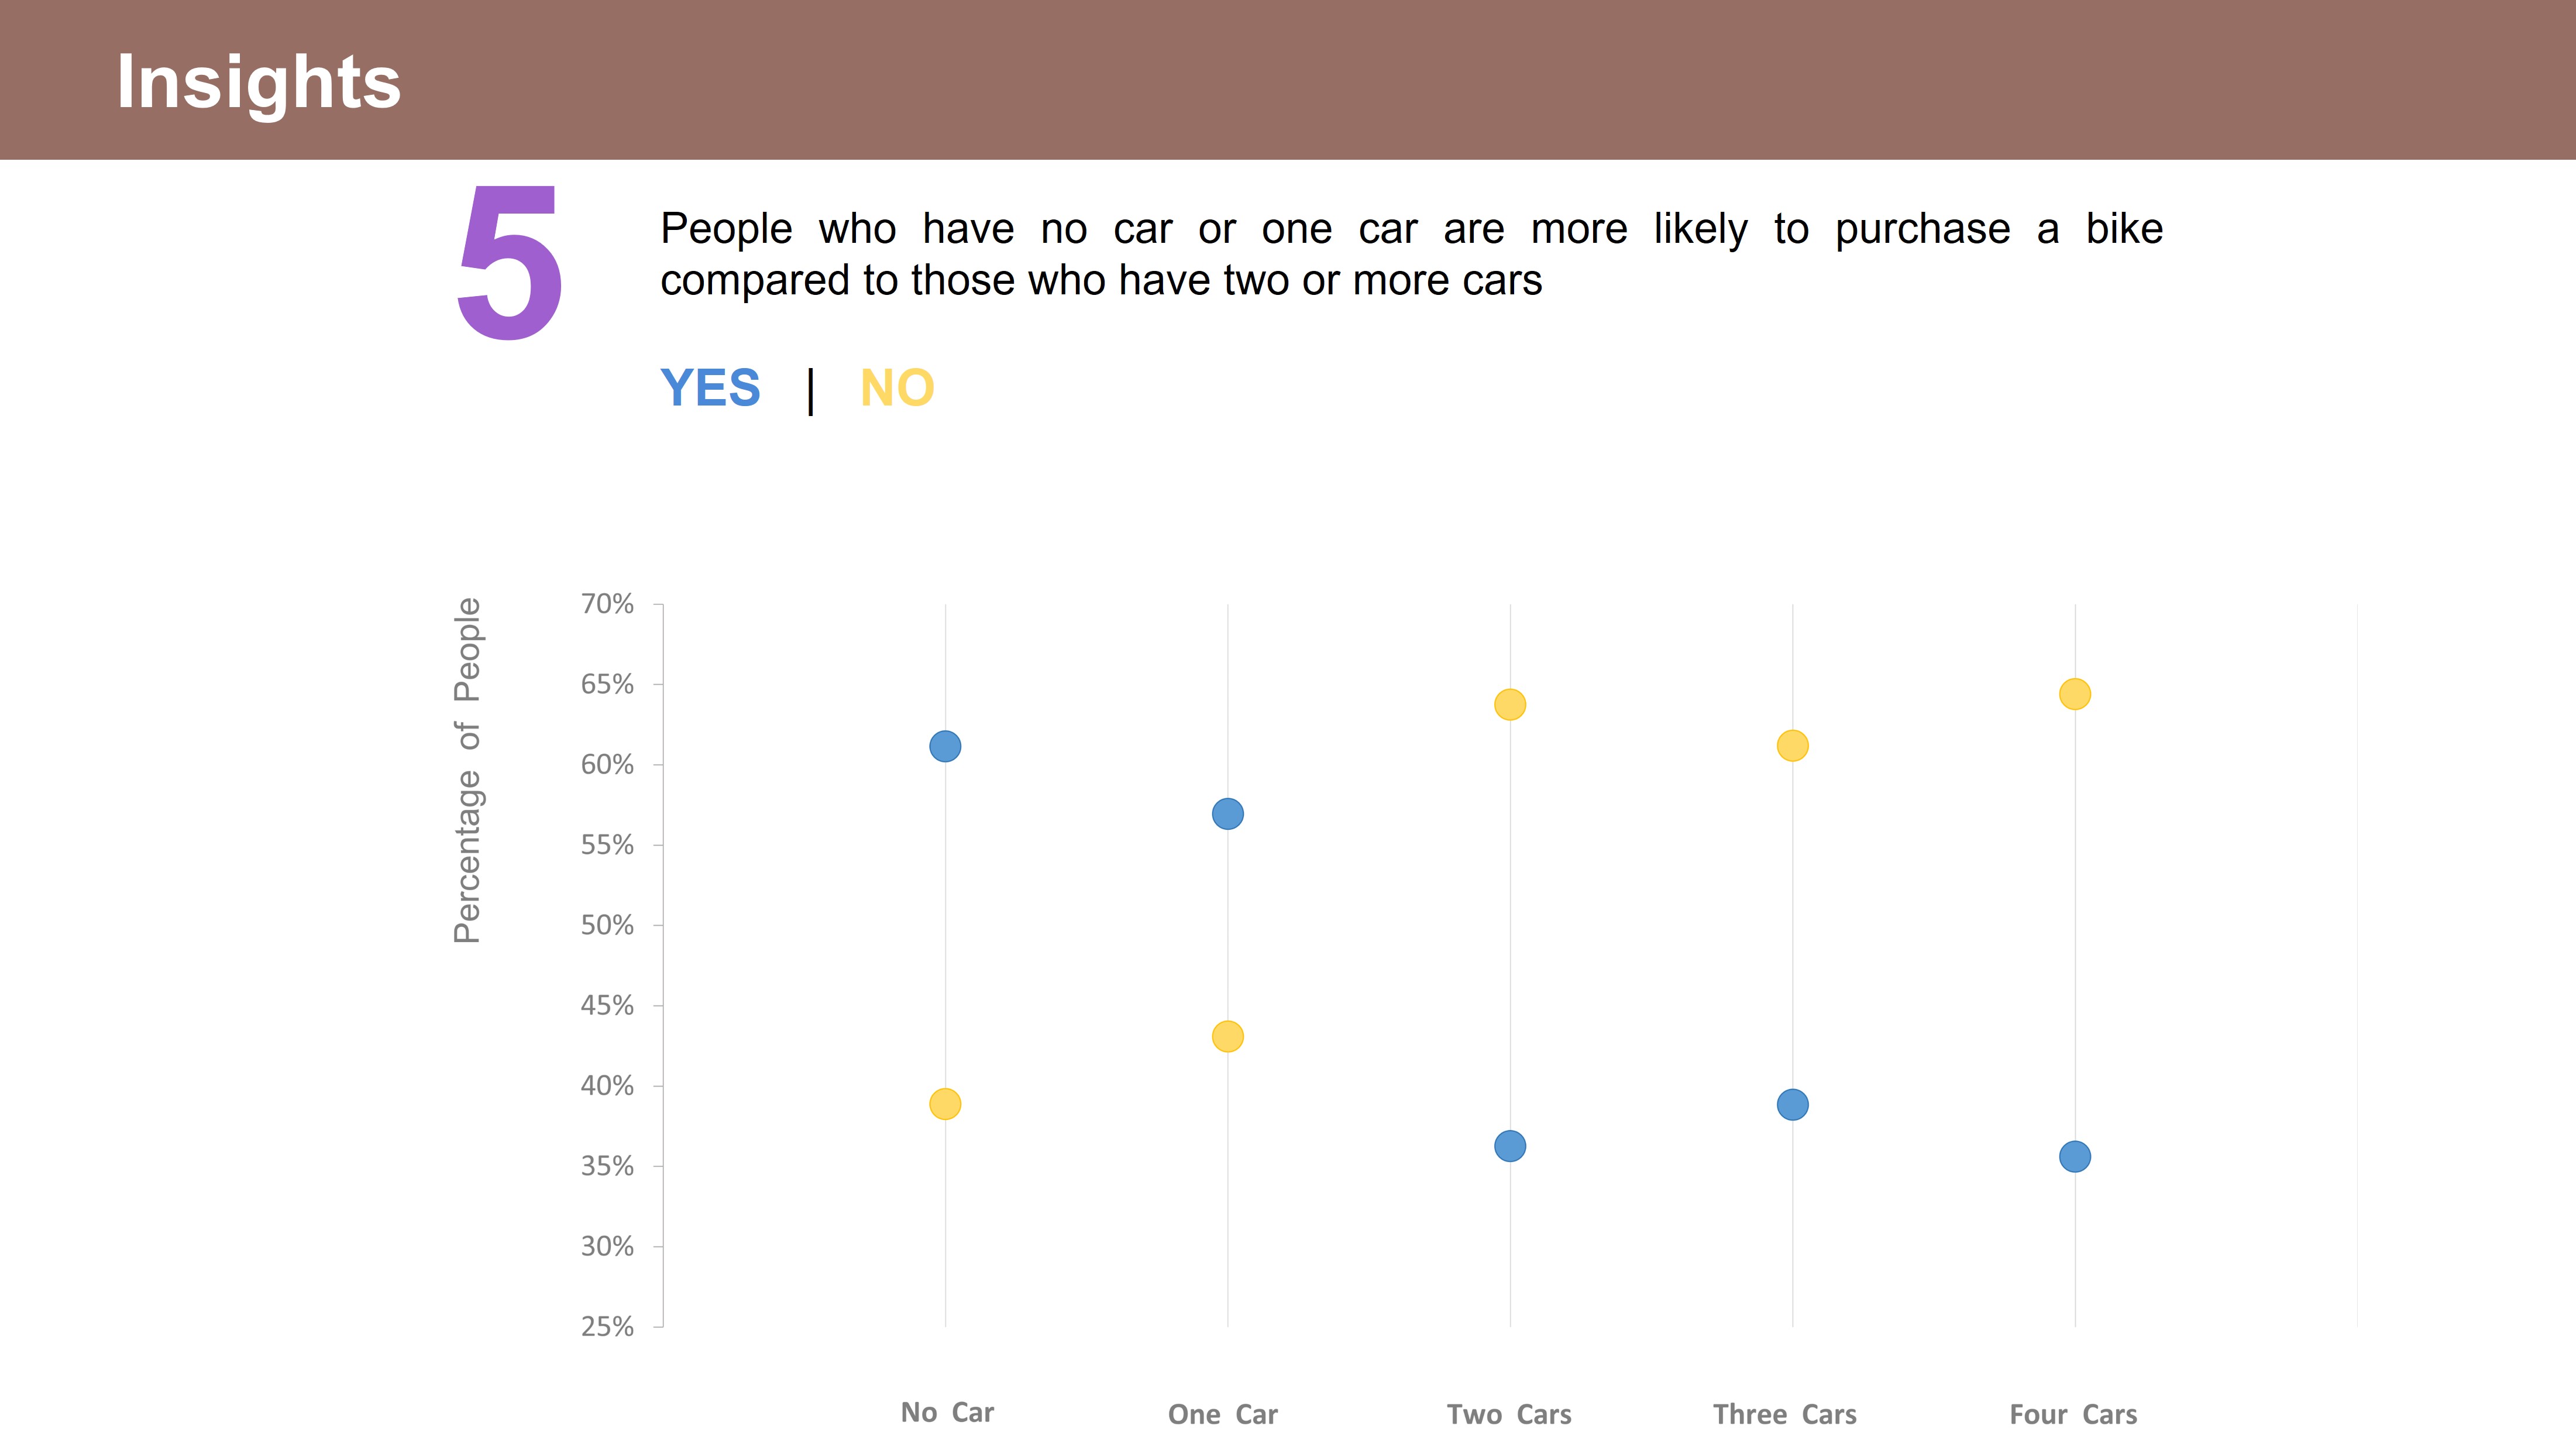 Insights
5
People who have no car or one car are more likely to purchase a bike
compared to those who have two or more cars
YES | NO
Percentage of People
70%
65%
60%
55%
50%
45%
40%
35%
30%
25%
No Car
One Car
Two Cars
Three Cars
Four Cars